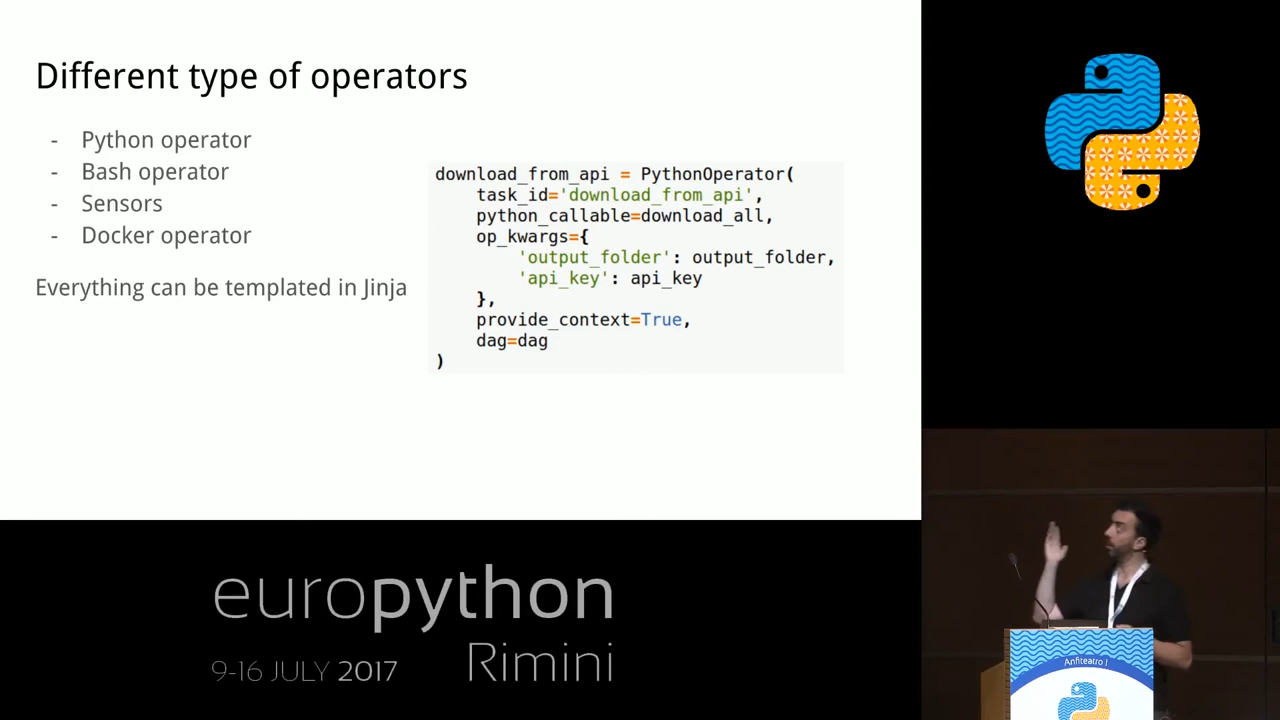 Different type of operators
- Python operator
- Bash operator
- Sensors
- Docker operator
Everything can be templated in Jinja
download_from_api = PythonOperator(
    task_id='download_from_api',
    python_callable=download_all,
    op_kwargs={
        'output_folder': output_folder,
        'api_key': api_key
    },
    provide_context=True,
    dag=dag
)
europython
9-16 JULY 2017 Rimini
Anfiteatro 1